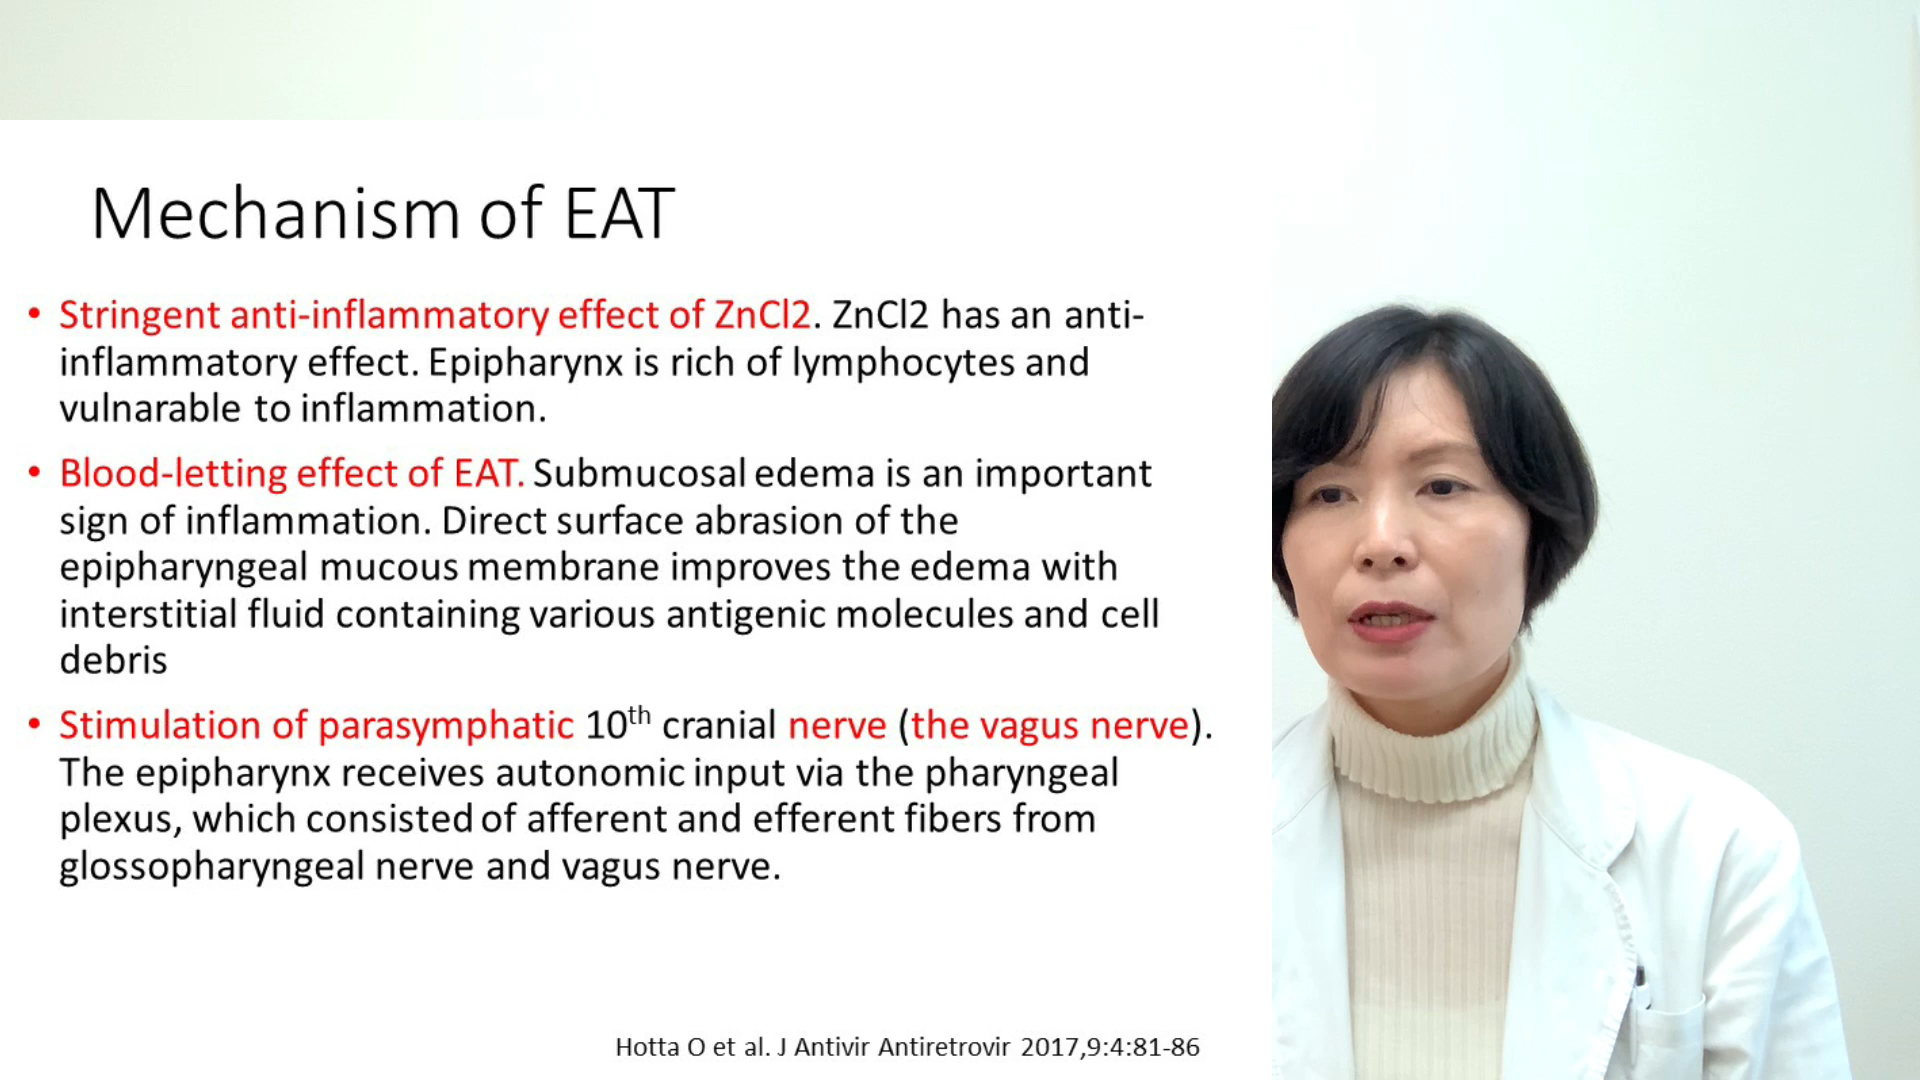 Mechanism of EAT
• Stringent anti-inflammatory effect of ZnCl2. ZnCl2 has an anti-
inflammatory effect. Epipharynx is rich of lymphocytes and
vulnarable to inflammation.
• Blood-letting effect of EAT. Submucosal edema is an important
sign of inflammation. Direct surface abrasion of the
epipharyngeal mucous membrane improves the edema with
interstitial fluid containing various antigenic molecules and cell
debris
• Stimulation of parasymphatic 10th cranial nerve (the vagus nerve).
The epipharynx receives autonomic input via the pharyngeal
plexus, which consisted of afferent and efferent fibers from
glossopharyngeal nerve and vagus nerve.
Hotta O et al. J Antivir Antiretrovir 2017,9:4:81-86